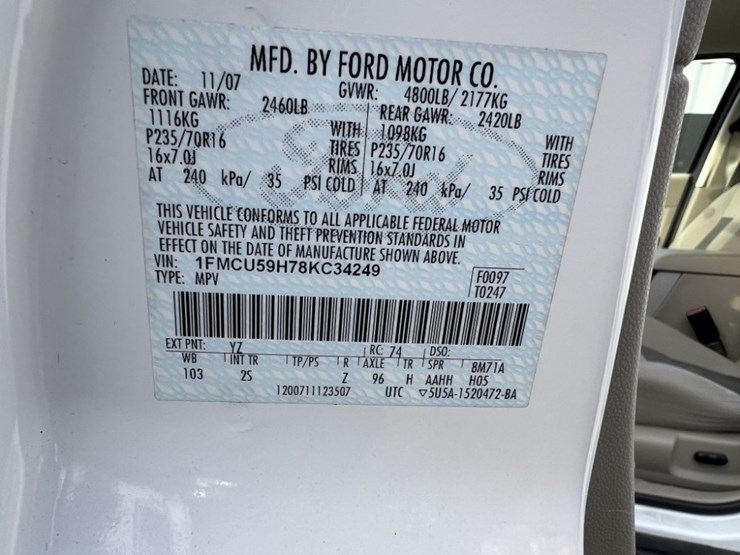 MFD. BY FORD MOTOR CO.
DATE: 11/07 GVWR: 4800LB/ 2177KG
FRONT GAWR: 2460LB REAR GAWR: 2420LB
1116KG WITH 1098KG WITH
P235/70R16 TIRES P235/70R16 TIRES
16x7.0J RIMS 16x7.0J RIMS
AT 240 kPa/ 35 PSI COLD AT 240 kPa/ 35 PSI COLD
THIS VEHICLE CONFORMS TO ALL APPLICABLE FEDERAL MOTOR
VEHICLE SAFETY AND THEFT PREVENTION STANDARDS IN
EFFECT ON THE DATE OF MANUFACTURE SHOWN ABOVE.
VIN: 1FMCU59H78KC34249 F0097
TYPE: MPV T0247
EXT PNT: YZ RC: 74 DSO:
WB INT TR TP/PS R AXLE TR SPR 8M71A
103 2S Z 96 H AAHH H05
1200711123507 UTC ▽5U5A-1520472-BA
Ford